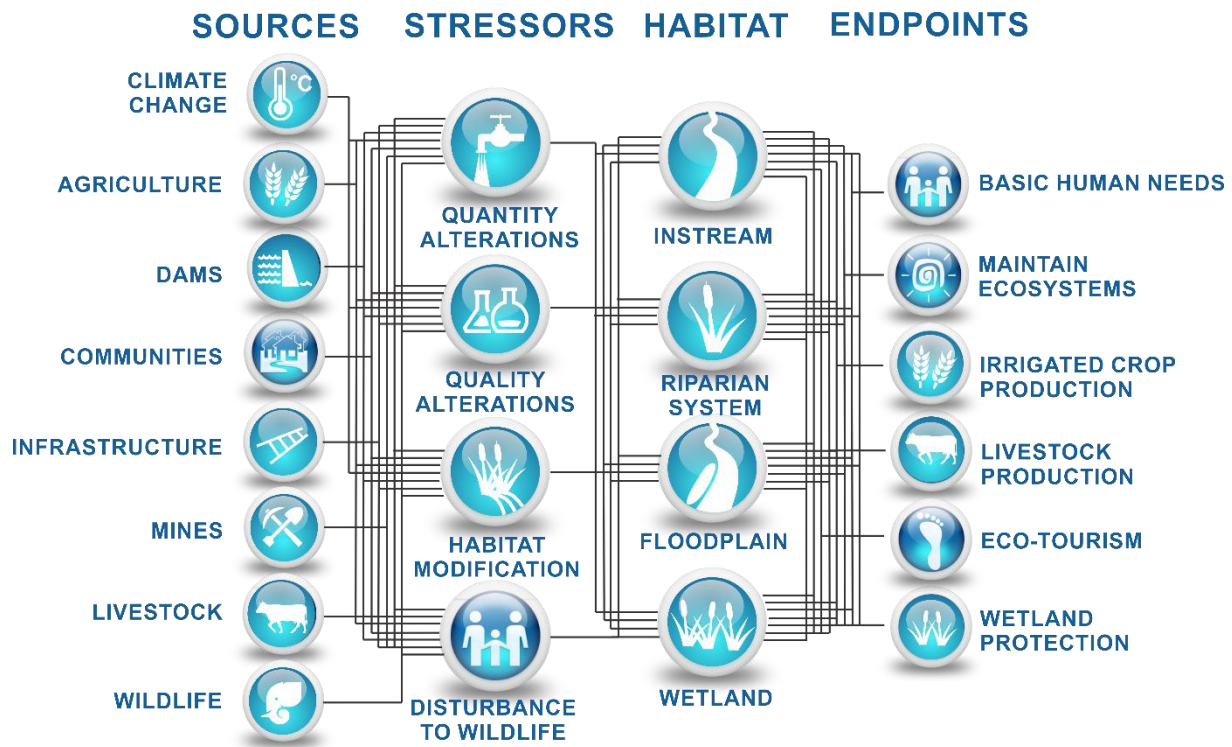 SOURCES
STRESSORS
HABITAT
ENDPOINTS
CLIMATE
CHANGE
°C
AGRICULTURE
DAMS
COMMUNITIES
INFRASTRUCTURE
MINES
LIVESTOCK
WILDLIFE
QUANTITY
ALTERATIONS
QUALITY
ALTERATIONS
HABITAT
MODIFICATION
DISTURBANCE
TO WILDLIFE
INSTREAM
RIPARIAN
SYSTEM
FLOODPLAIN
WETLAND
BASIC HUMAN NEEDS
MAINTAIN
ECOSYSTEMS
IRRIGATED CROP
PRODUCTION
LIVESTOCK
PRODUCTION
ECO-TOURISM
WETLAND
PROTECTION